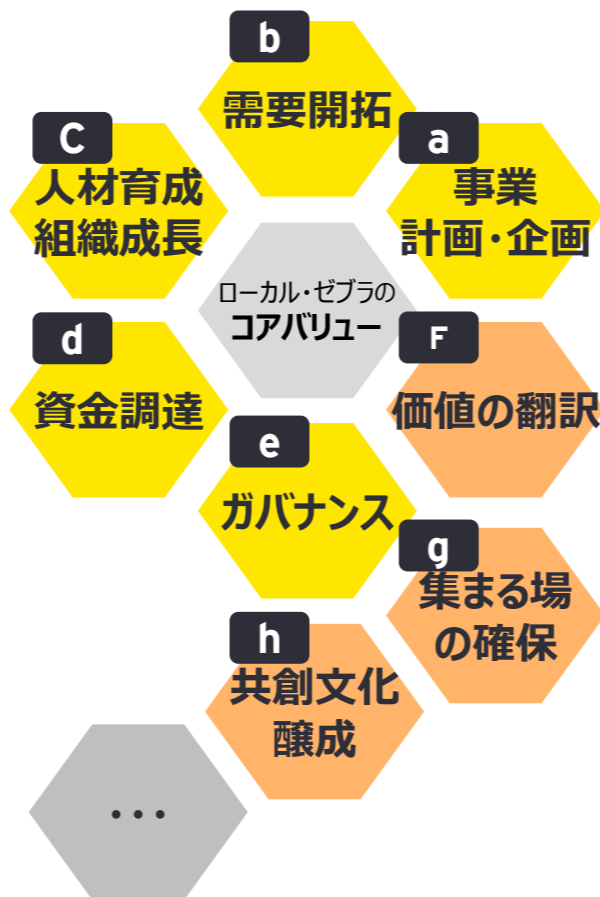 b
需要開拓
a
事業
計画・企画
C
人材育成
組織成長
ローカル・ゼブラの
コアバリュー
d
資金調達
F
価値の翻訳
e
ガバナンス
g
集まる場
の確保
h
共創文化
醸成
・・・